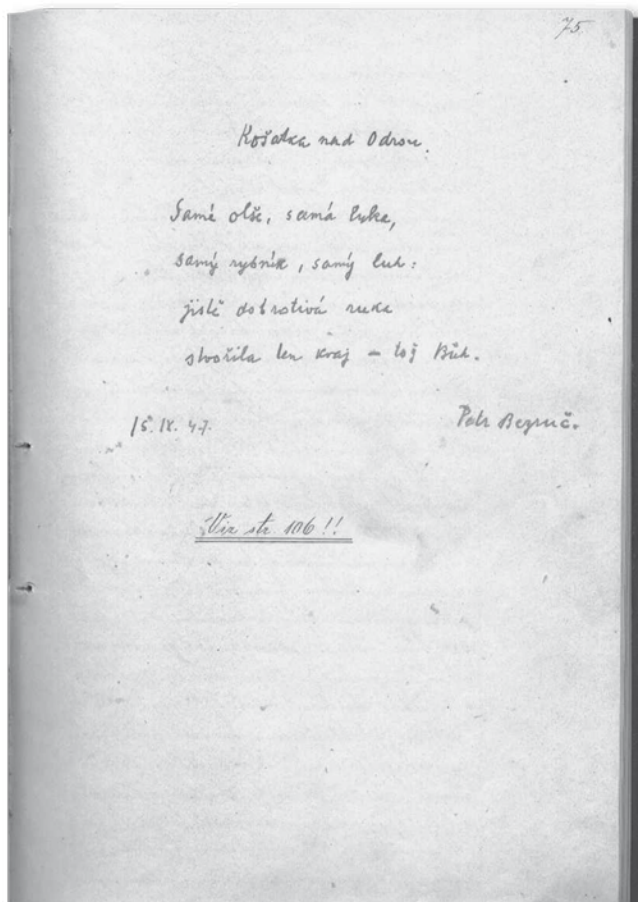 75
Košatka nad Odrou.
Samé olše, samá luka,
samý rybník, samý luh:
jistě dobrotivá ruka
stvořila ten kraj – toť Bůh.
15. IX. 47.
Petr Bezruč.
Viz str. 106!!